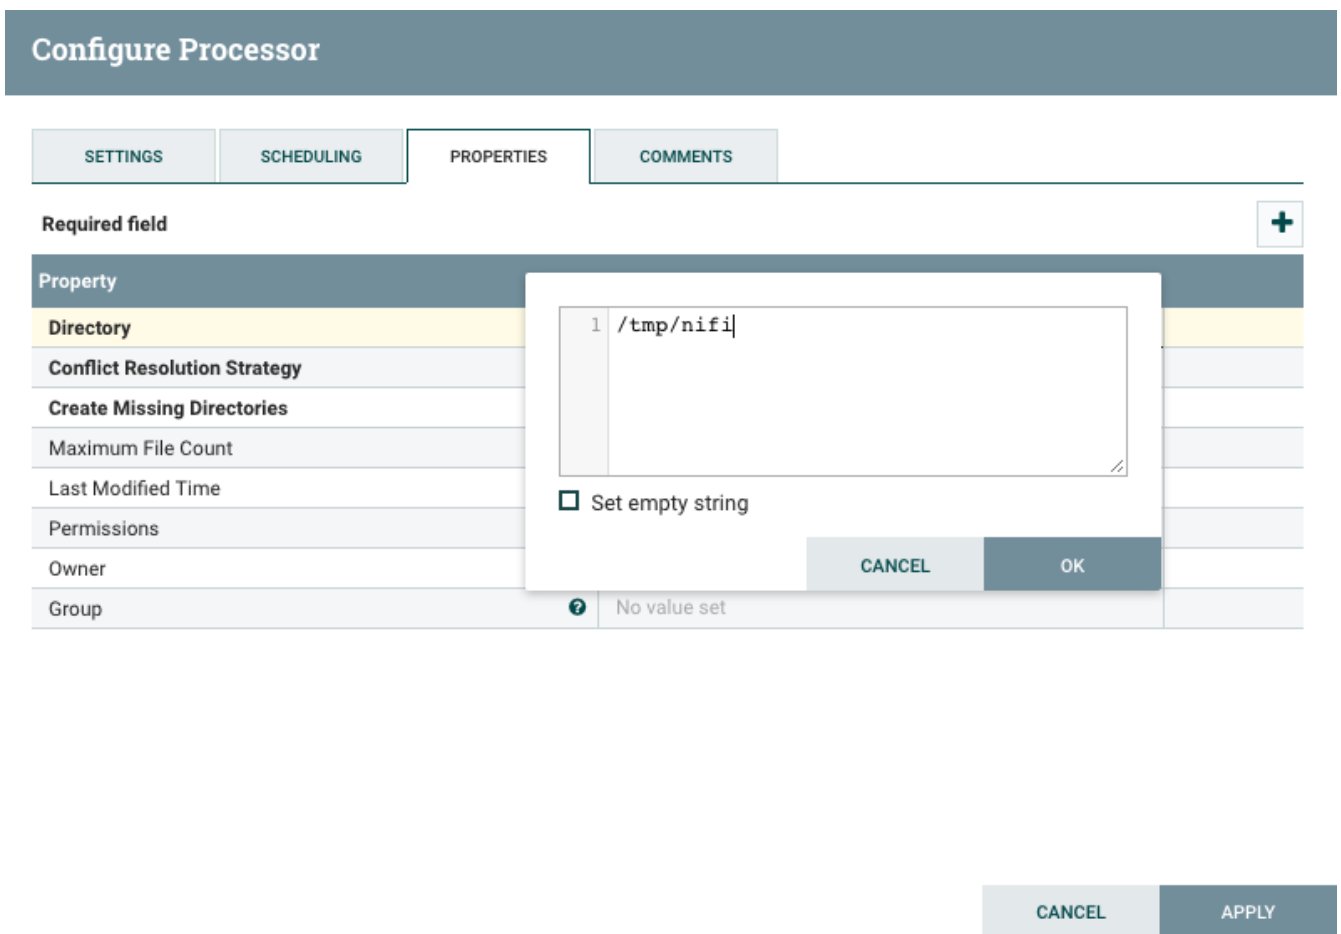 Configure Processor
SETTINGS SCHEDULING PROPERTIES COMMENTS
Required field
Property
Directory
Conflict Resolution Strategy
Create Missing Directories
Maximum File Count
Last Modified Time
Permissions
Owner
Group ? No value set
1 /tmp/nifi
Set empty string
CANCEL OK
CANCEL APPLY